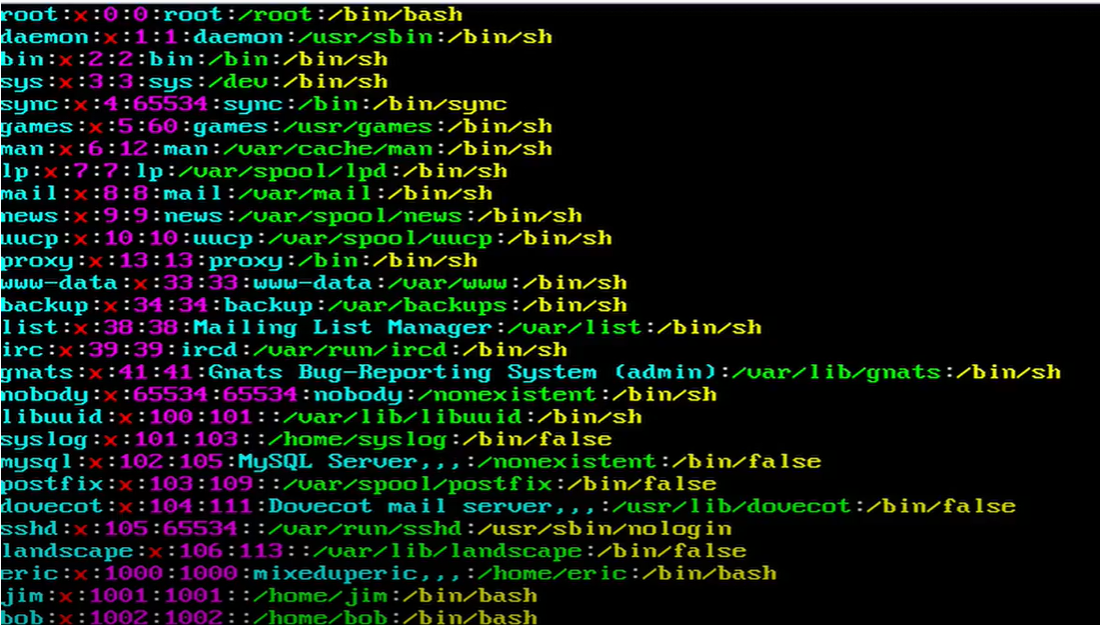 root:x:0:0:root:/root:/bin/bash
daemon:x:1:1:daemon:/usr/sbin:/bin/sh
bin:x:2:2:bin:/bin:/bin/sh
sys:x:3:3:sys:/dev:/bin/sh
sync:x:4:65534:sync:/bin:/bin/sync
games:x:5:60:games:/usr/games:/bin/sh
man:x:6:12:man:/var/cache/man:/bin/sh
lp:x:7:7:lp:/var/spool/lpd:/bin/sh
mail:x:8:8:mail:/var/mail:/bin/sh
news:x:9:9:news:/var/spool/news:/bin/sh
uucp:x:10:10:uucp:/var/spool/uucp:/bin/sh
proxy:x:13:13:proxy:/bin:/bin/sh
www-data:x:33:33:www-data:/var/www:/bin/sh
backup:x:34:34:backup:/var/backups:/bin/sh
list:x:38:38:Mailing List Manager:/var/list:/bin/sh
irc:x:39:39:ircd:/var/run/ircd:/bin/sh
gnats:x:41:41:Gnats Bug-Reporting System (admin):/var/lib/gnats:/bin/sh
nobody:x:65534:65534:nobody:/nonexistent:/bin/sh
libuuid:x:100:101::/var/lib/libuuid:/bin/sh
syslog:x:101:103::/home/syslog:/bin/false
mysql:x:102:105:MySQL Server,,,:/nonexistent:/bin/false
postfix:x:103:109::/var/spool/postfix:/bin/false
dovecot:x:104:111:Dovecot mail server,,,:/usr/lib/dovecot:/bin/false
sshd:x:105:65534::/var/run/sshd:/usr/sbin/nologin
landscape:x:106:113::/var/lib/landscape:/bin/false
eric:x:1000:1000:mixeduperic,,,:/home/eric:/bin/bash
jim:x:1001:1001::/home/jim:/bin/bash
bob:x:1002:1002::/home/bob:/bin/bash